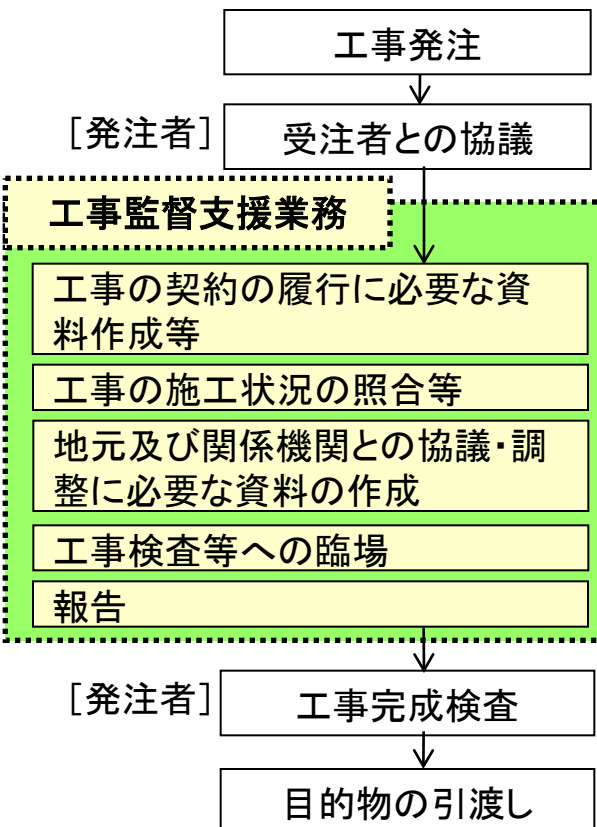 工事発注
［発注者］
受注者との協議
工事監督支援業務
工事の契約の履行に必要な資
料作成等
工事の施工状況の照合等
地元及び関係機関との協議・調
整に必要な資料の作成
工事検査等への臨場
報告
［発注者］
工事完成検査
目的物の引渡し